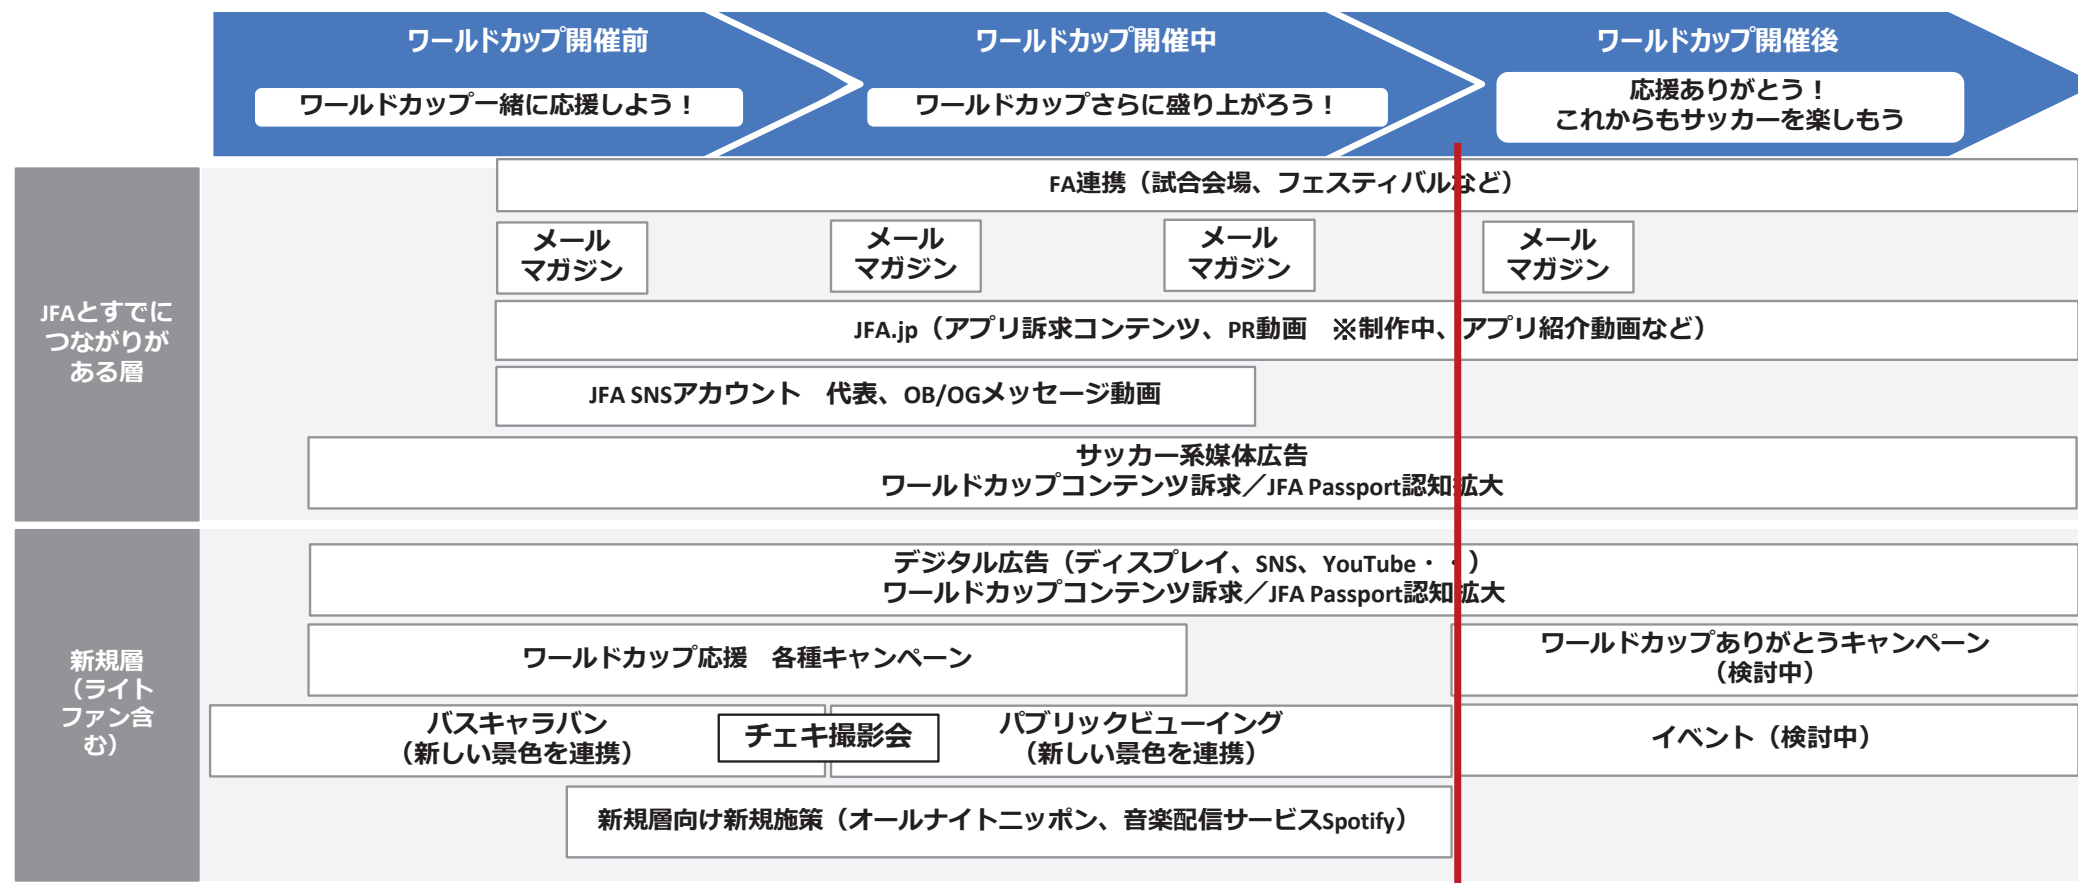 ワールドカップ開催前
ワールドカップ一緒に応援しよう！
ワールドカップ開催中
ワールドカップさらに盛り上がろう！
ワールドカップ開催後
応援ありがとう！
これからもサッカーを楽しもう
JFAとすでに
つながりが
ある層
FA連携（試合会場、フェスティバルなど）
メール
マガジン
メール
マガジン
メール
マガジン
メール
マガジン
JFA.jp（アプリ訴求コンテンツ、PR動画　※制作中、アプリ紹介動画など）
JFA SNSアカウント　代表、OB/OGメッセージ動画
サッカー系媒体広告
ワールドカップコンテンツ訴求／JFA Passport認知拡大
新規層
（ライト
ファン含
む）
デジタル広告（ディスプレイ、SNS、YouTube・・）
ワールドカップコンテンツ訴求／JFA Passport認知拡大
ワールドカップ応援　各種キャンペーン
ワールドカップありがとうキャンペーン
（検討中）
バスキャラバン
（新しい景色を連携）
チェキ撮影会
パブリックビューイング
（新しい景色を連携）
イベント（検討中）
新規層向け新規施策（オールナイトニッポン、音楽配信サービスSpotify）